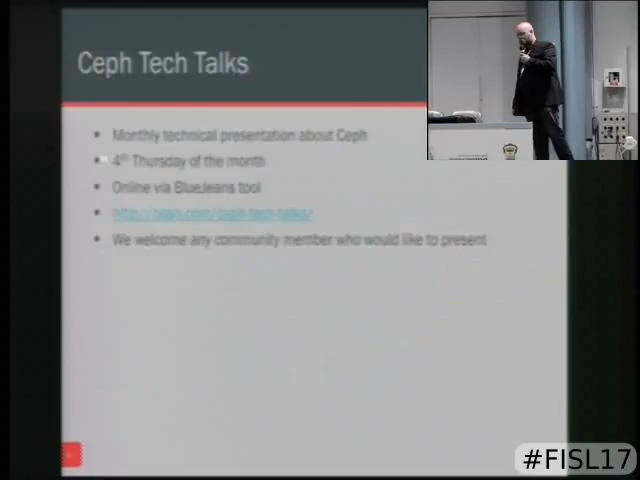 Ceph Tech Talks
Monthly technical presentation about Ceph
4th Thursday of the month
Online via BlueJeans tool
http://ceph.com/ceph-tech-talks/
We welcome any community member who would like to present
#FISL17